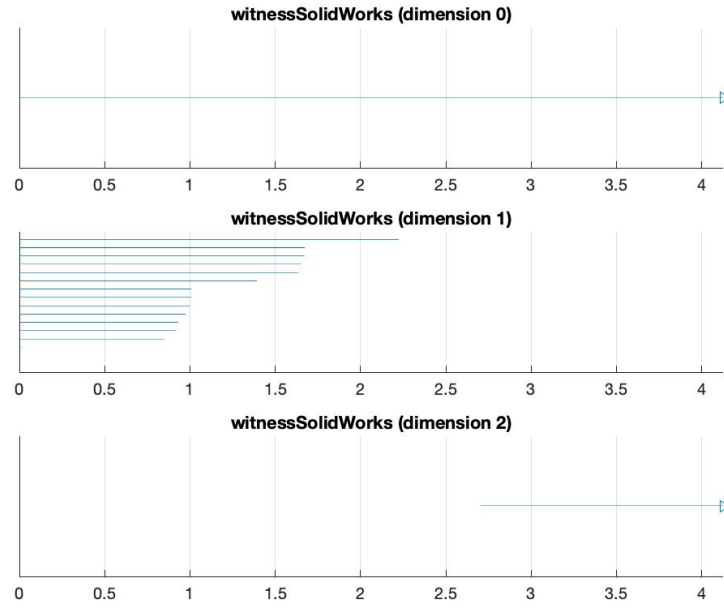 witnessSolidWorks (dimension 0)
0 0.5 1 1.5 2 2.5 3 3.5 4
witnessSolidWorks (dimension 1)
0 0.5 1 1.5 2 2.5 3 3.5 4
witnessSolidWorks (dimension 2)
0 0.5 1 1.5 2 2.5 3 3.5 4